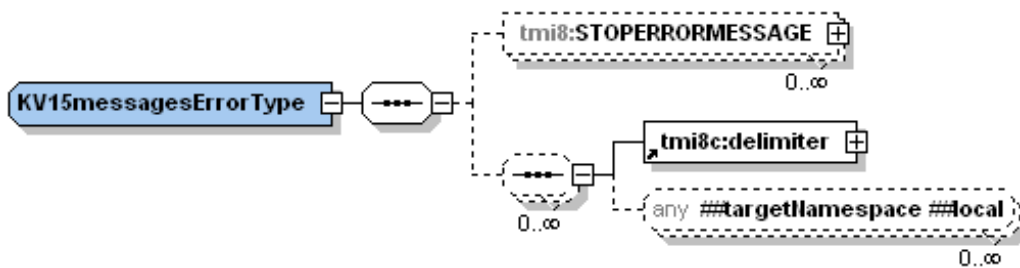 tmi8:STOPERRORMESSAGE
0..∞
KV15messagesErrorType
tmi8c:delimiter
0..∞
any ##targetNamespace ##local
0..∞